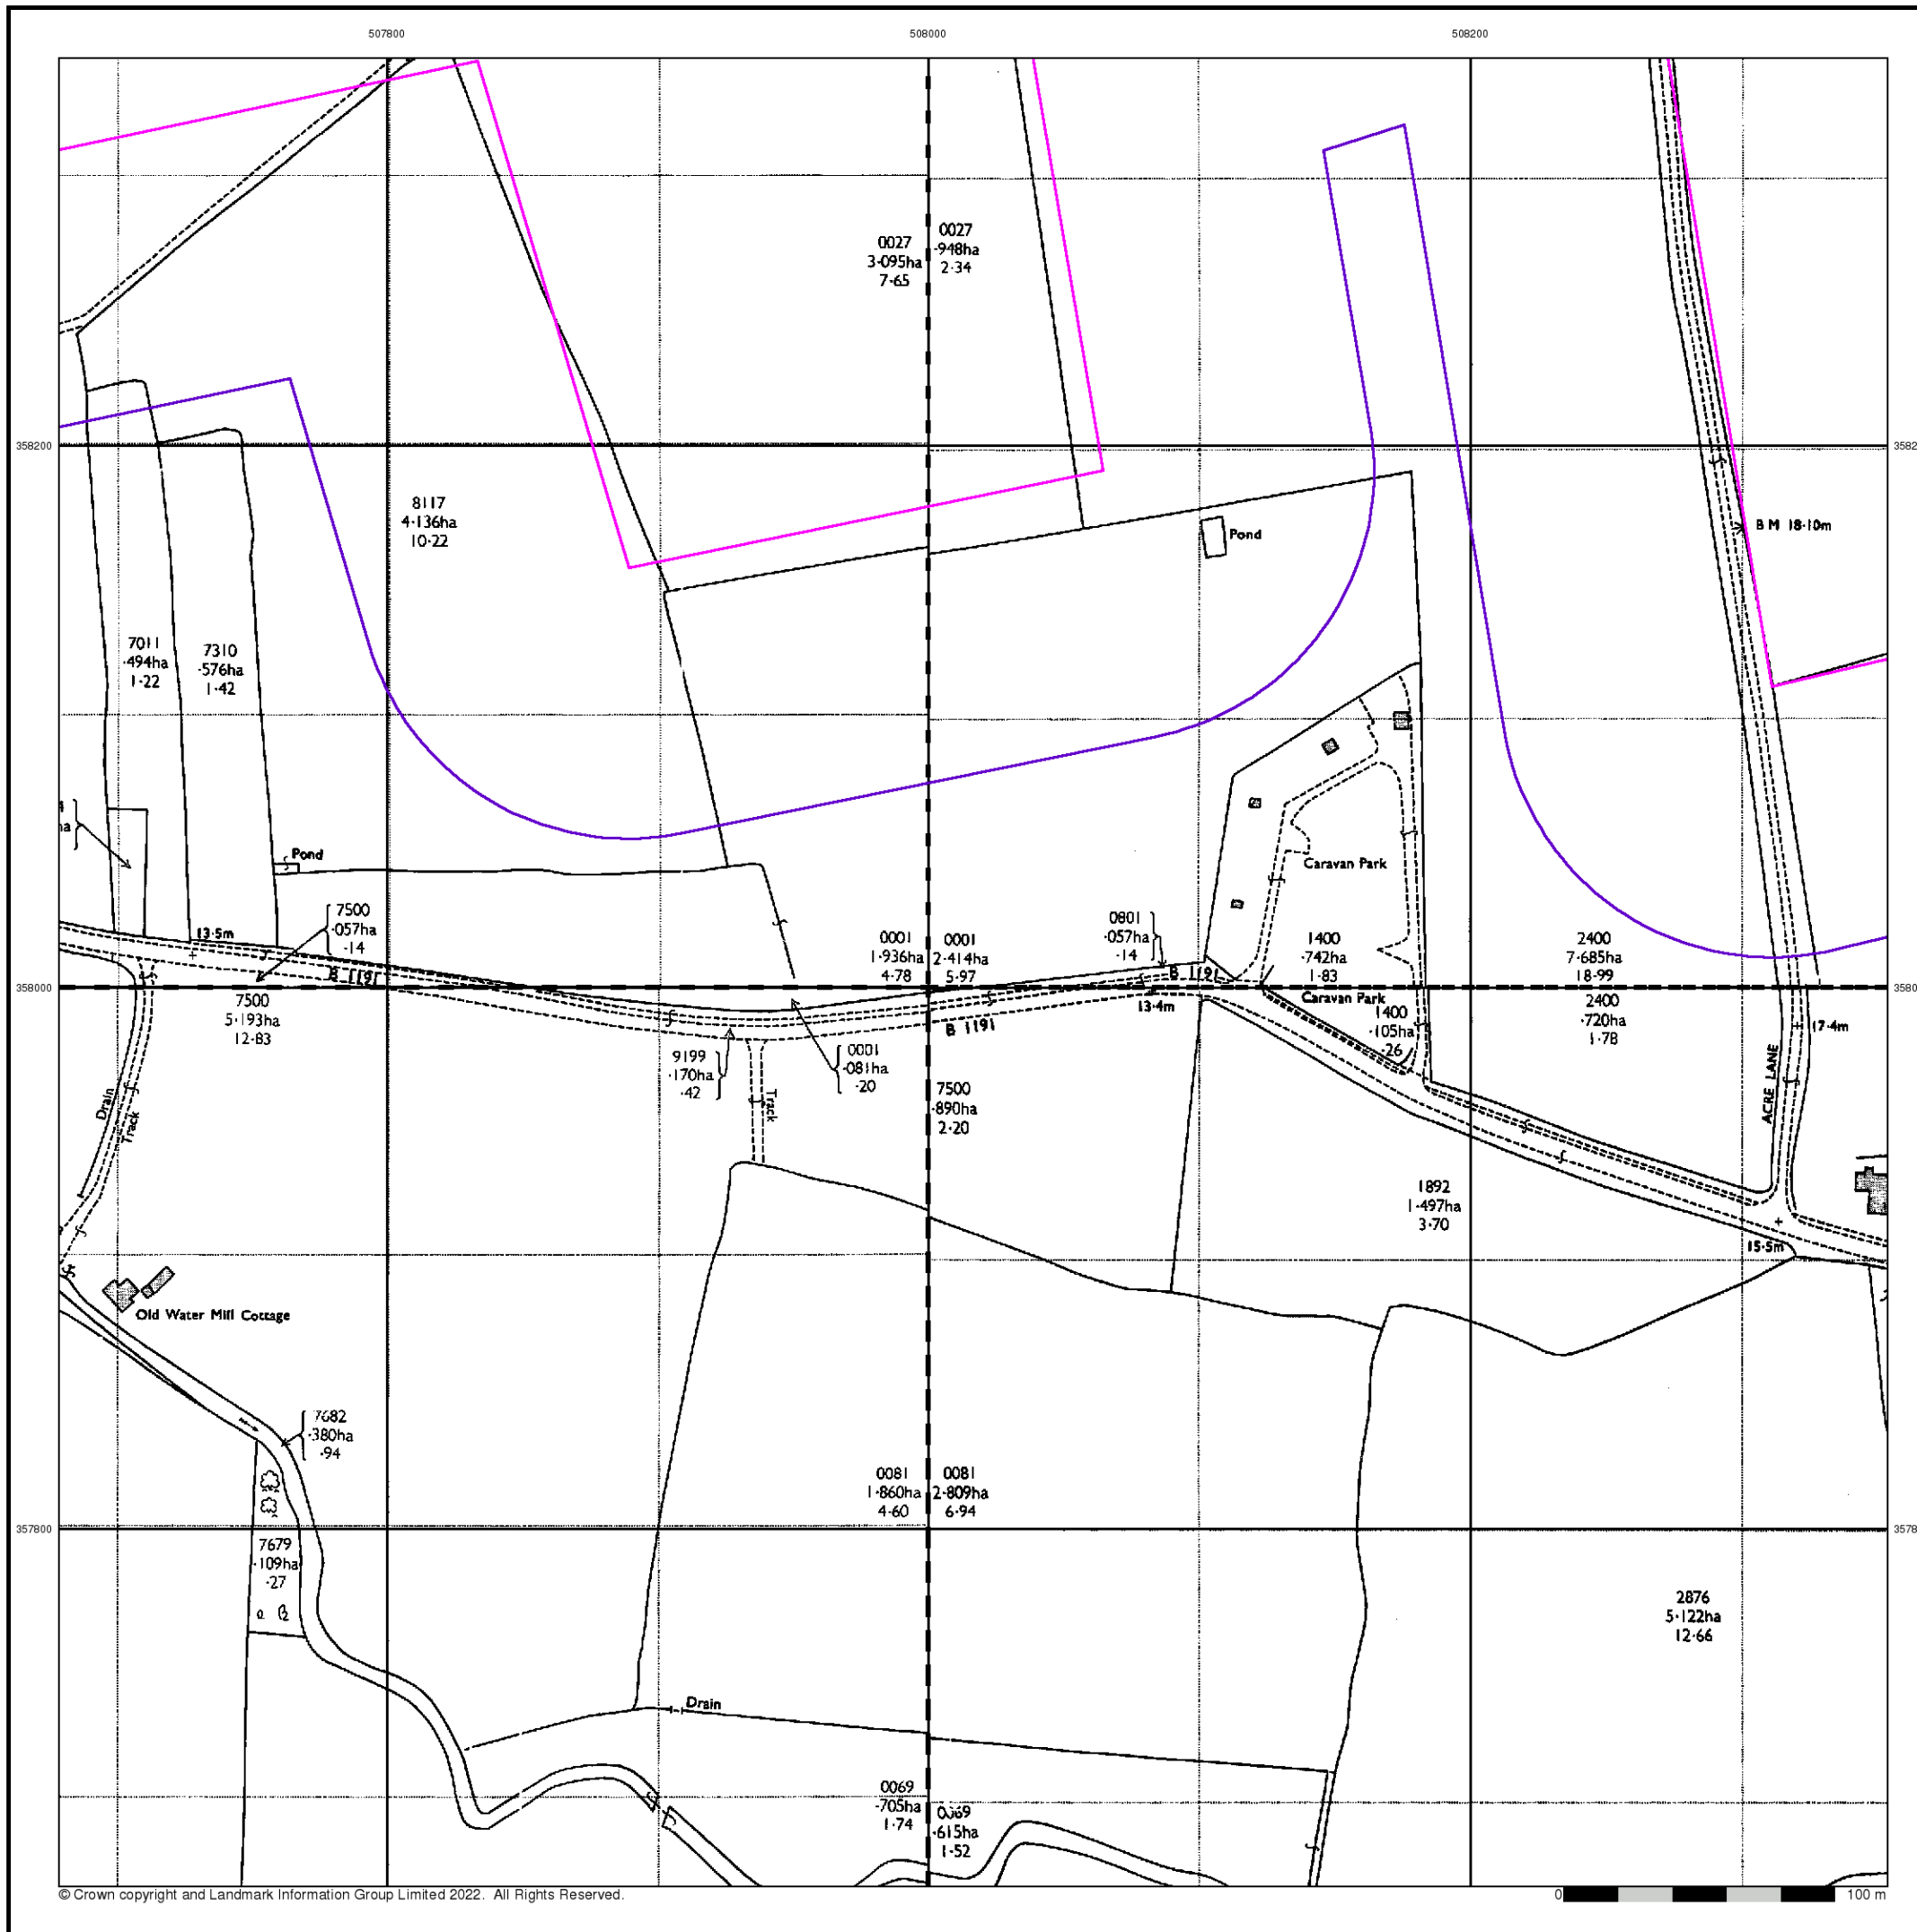 507800
508000
508200
0027
3·095ha
7·65
0027
·948ha
2·34
358200
8117
4·136ha
10·22
Pond
B M 18·10m
7011
·494ha
1·22
7310
·576ha
1·42
Pond
Caravan Park
13·5m
7500
·057ha
·14
B 1191
0001
1·936ha
4·78
0001
2·414ha
5·97
0801
·057ha
·14
B 1191
1400
·742ha
1·83
2400
7·685ha
18·99
358000
7500
5·193ha
12·83
B 1191
13·4m
Caravan Park
1400
·105ha
·26
2400
·720ha
1·78
17·4m
9199
·170ha
·42
0001
·081ha
·20
7500
·890ha
2·20
Drain
Track
Track
ACRE LANE
1892
1·497ha
3·70
15·5m
Old Water Mill Cottage
7682
·380ha
·94
0081
1·860ha
4·60
0081
2·809ha
6·94
357800
7679
·109ha
·27
2876
5·122ha
12·66
Drain
0069
·705ha
1·74
0069
·615ha
1·52
© Crown copyright and Landmark Information Group Limited 2022. All Rights Reserved.
0 100 m